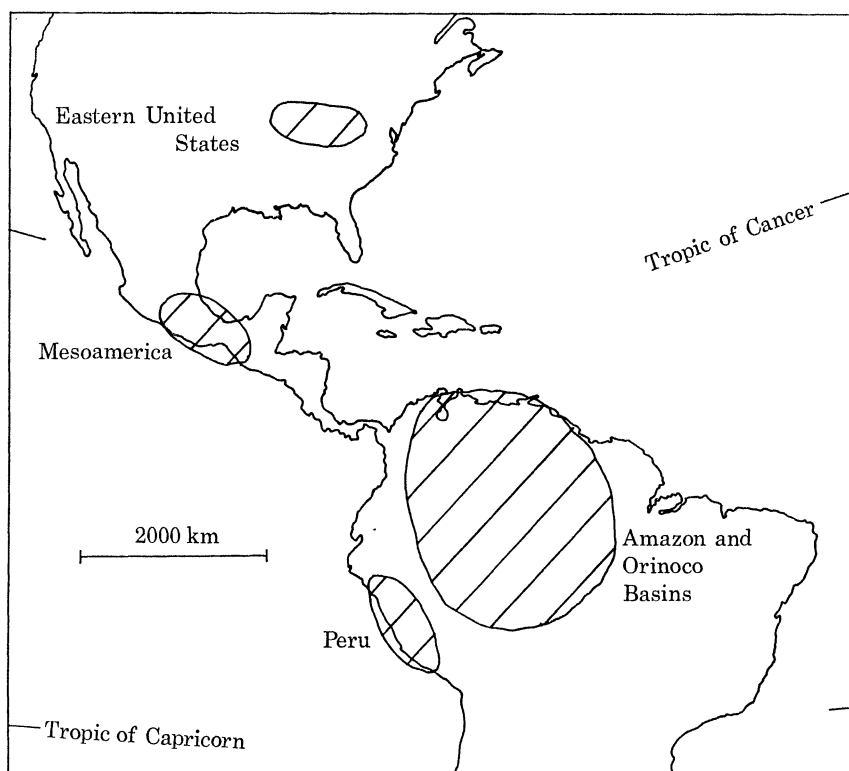 Eastern United
States
Tropic of Cancer
Mesoamerica
2000 km
Amazon and
Orinoco
Basins
Peru
Tropic of Capricorn